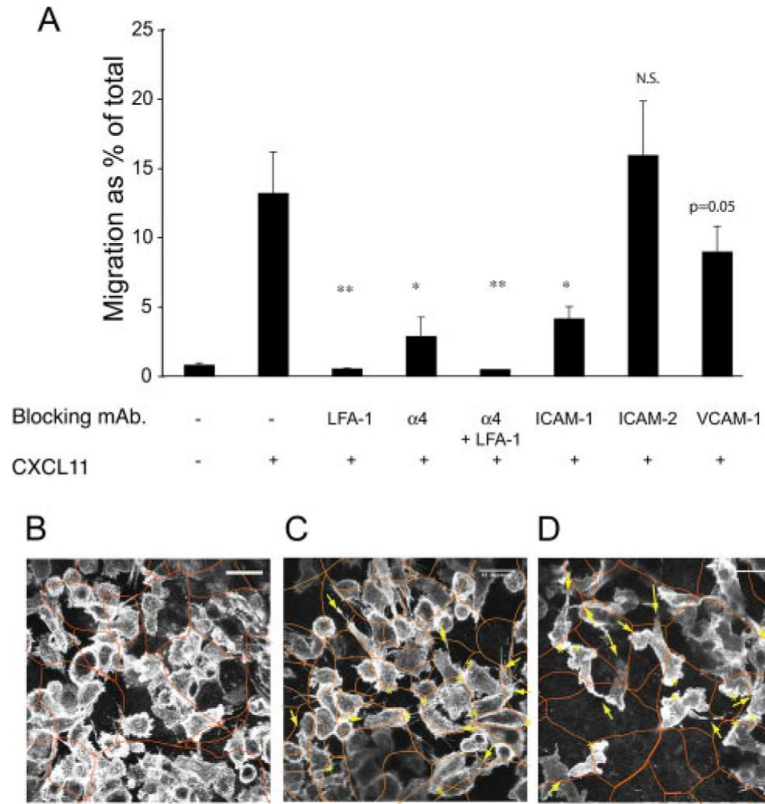 A
25
20
15
10
5
0
Migration as % of total
** * ** * N.S. p=0.05
Blocking mAb. - - LFA-1 α4 α4 + LFA-1 ICAM-1 ICAM-2 VCAM-1
CXCL11 - + + + + + + +
B C D